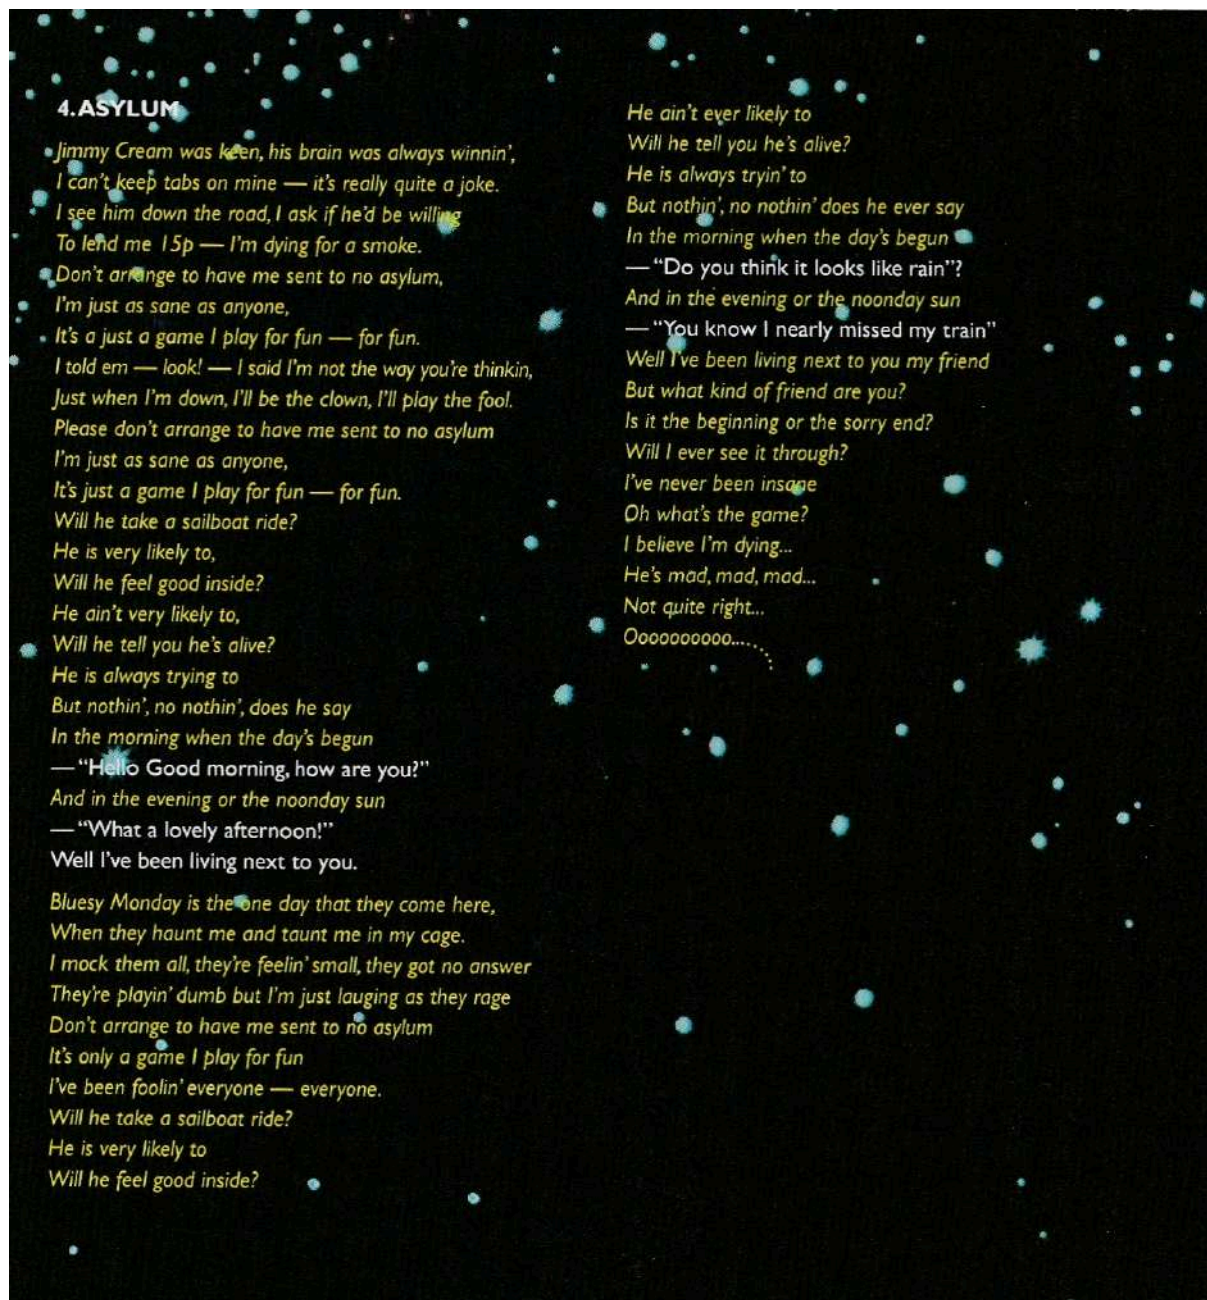 4. ASYLUM
Jimmy Cream was keen, his brain was always winnin',
I can't keep tabs on mine — it's really quite a joke.
I see him down the road, I ask if he'd be willing
To lend me 15p — I'm dying for a smoke.
Don't arrange to have me sent to no asylum,
I'm just as sane as anyone,
It's a just a game I play for fun — for fun.
I told em — look! — I said I'm not the way you're thinkin,
Just when I'm down, I'll be the clown, I'll play the fool.
Please don't arrange to have me sent to no asylum
I'm just as sane as anyone,
It's just a game I play for fun — for fun.
Will he take a sailboat ride?
He is very likely to,
Will he feel good inside?
He ain't very likely to,
Will he tell you he's alive?
He is always trying to
But nothin', no nothin', does he say
In the morning when the day's begun
— "Hello Good morning, how are you?"
And in the evening or the noonday sun
— "What a lovely afternoon!"
Well I've been living next to you.
Bluesy Monday is the one day that they come here,
When they haunt me and taunt me in my cage.
I mock them all, they're feelin' small, they got no answer
They're playin' dumb but I'm just lauging as they rage
Don't arrange to have me sent to no asylum
It's only a game I play for fun
I've been foolin' everyone — everyone.
Will he take a sailboat ride?
He is very likely to
Will he feel good inside?
He ain't ever likely to
Will he tell you he's alive?
He is always tryin' to
But nothin', no nothin' does he ever say
In the morning when the day's begun
— "Do you think it looks like rain"?
And in the evening or the noonday sun
— "You know I nearly missed my train"
Well I've been living next to you my friend
But what kind of friend are you?
Is it the beginning or the sorry end?
Will I ever see it through?
I've never been insane
Oh what's the game?
I believe I'm dying...
He's mad, mad, mad...
Not quite right...
Oooooooooo.........